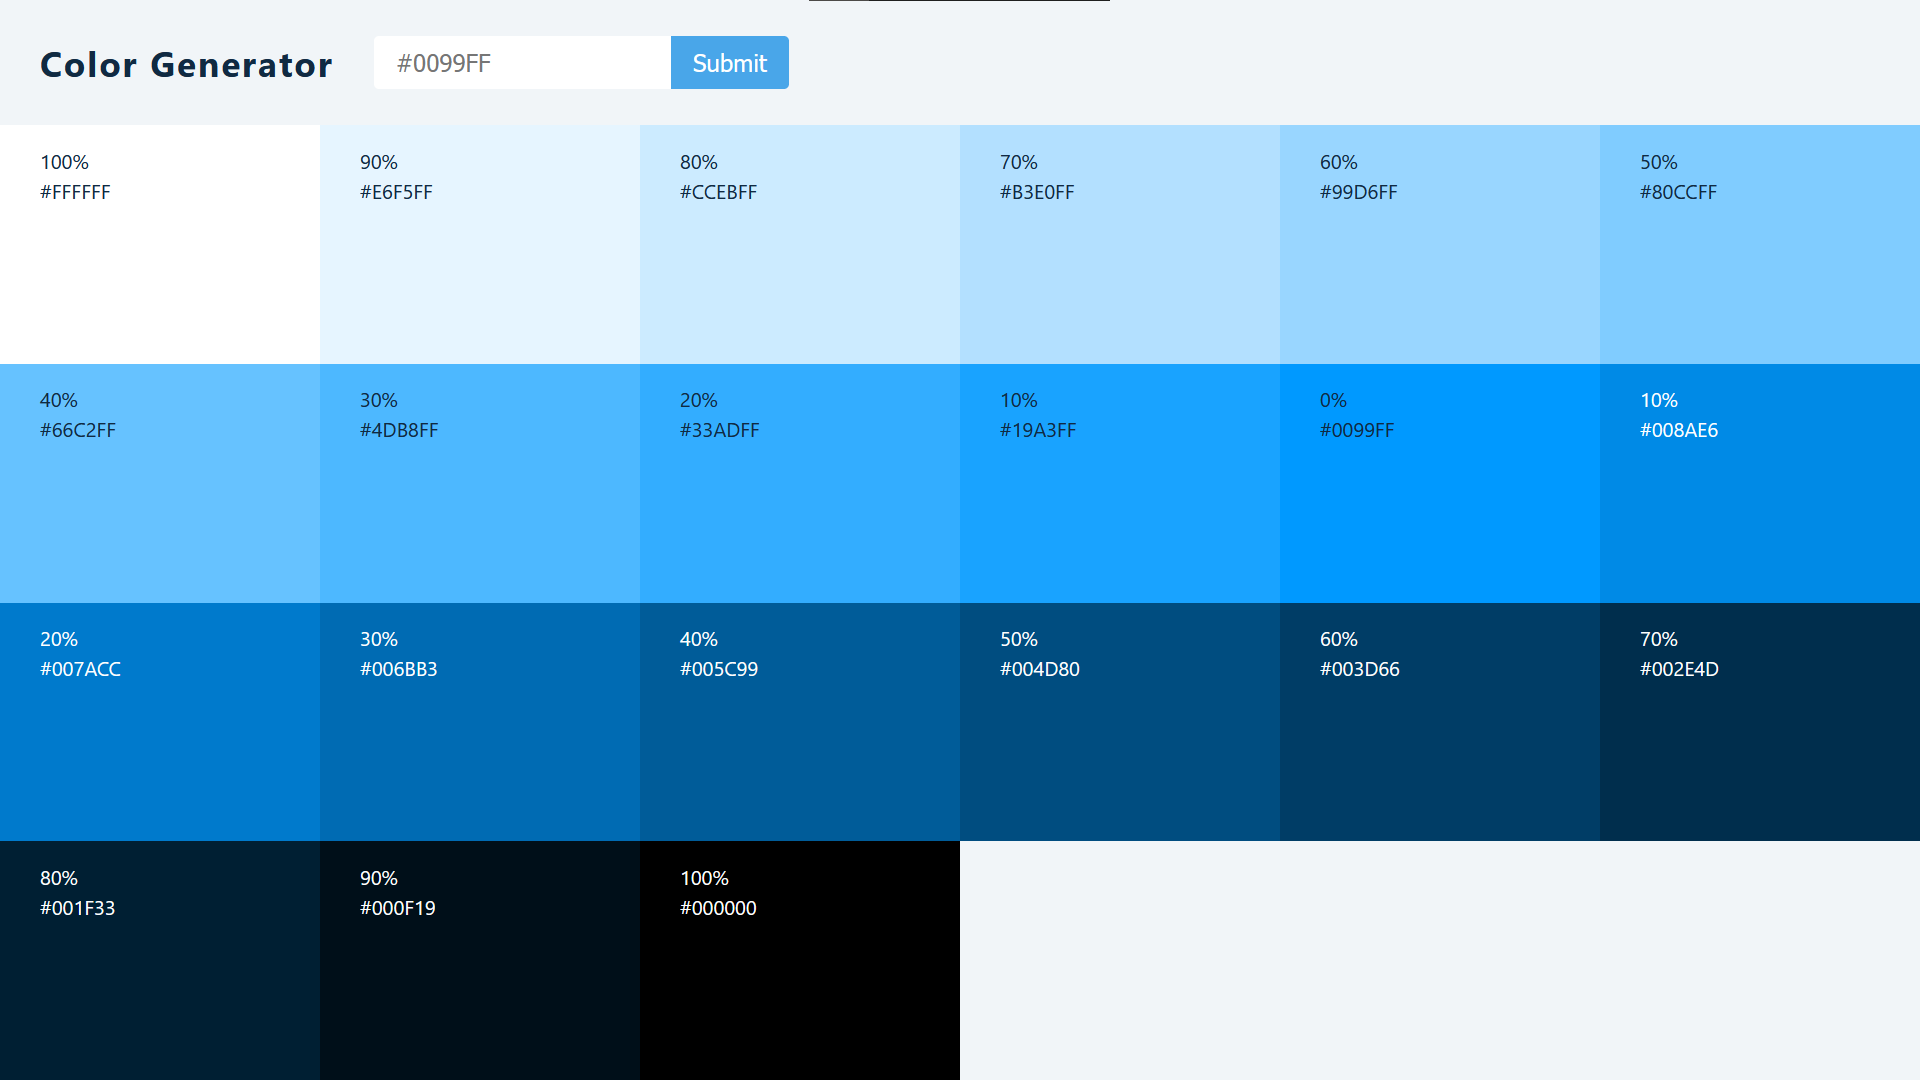 Color Generator
#0099FF
Submit
100%
#FFFFFF
90%
#E6F5FF
80%
#CCEBFF
70%
#B3E0FF
60%
#99D6FF
50%
#80CCFF
40%
#66C2FF
30%
#4DB8FF
20%
#33ADFF
10%
#19A3FF
0%
#0099FF
10%
#008AE6
20%
#007ACC
30%
#006BB3
40%
#005C99
50%
#004D80
60%
#003D66
70%
#002E4D
80%
#001F33
90%
#000F19
100%
#000000